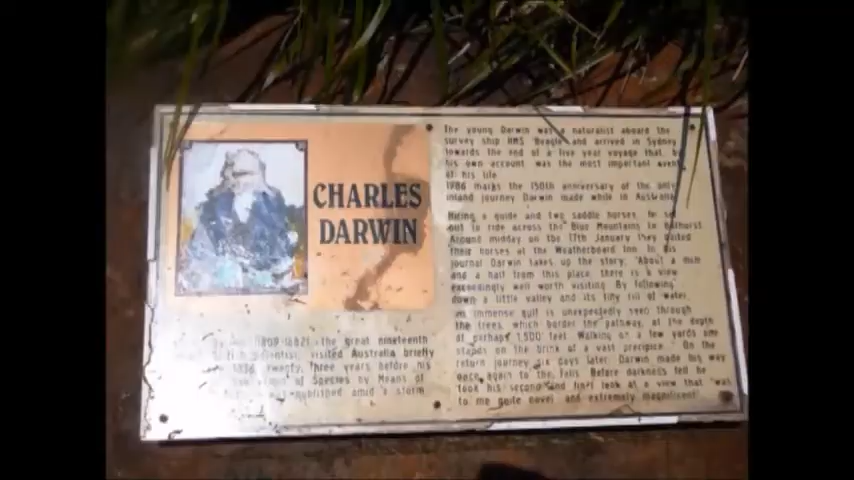 CHARLES
DARWIN
(1809-1882) the great nineteenth
scientist, visited Australia briefly
1836 twenty three years before his
of Species by Means of
published amid a storm
The young Darwin was a naturalist aboard the
survey ship HMS 'Beagle' and arrived in Sydney
towards the end of a five year voyage that, by
his own account, was the most important event
of his life.
1986 marks the 150th anniversary of the only
inland journey Darwin made while in Australia.
Hiring a guide and two saddle horses, he set
out to ride across the Blue Mountains to Bathurst.
Around midday on the 17th January they baited
their horses at the Weatherboard Inn. In his
journal Darwin takes up the story; "About a mile
and a half from this place, there is a view
exceedingly well worth visiting. By following
down a little valley and its tiny rill of water,
an immense gulf is unexpectedly seen through
the trees, which border the pathway, at the depth
of perhaps 1,500 feet. Walking on a few yards one
stands on the brink of a vast precipice." On the
return journey six days later, Darwin made his way
once again to the Falls. Before darkness fell he
took his second and final look at a view that "was
to me quite novel and extremely magnificent".